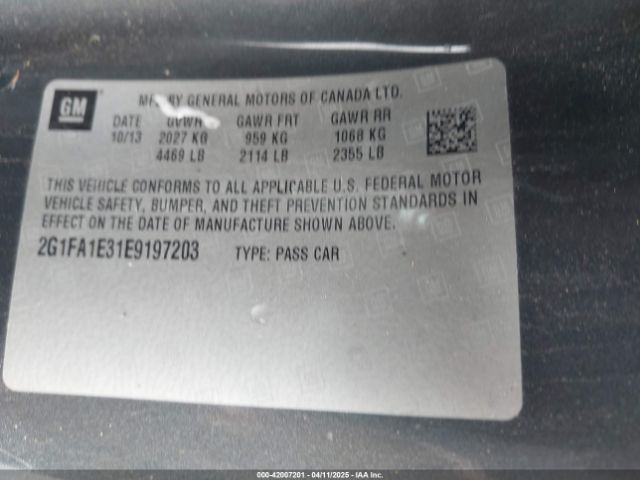 GM
MFD BY GENERAL MOTORS OF CANADA LTD.
DATE GVWR GAWR FRT GAWR RR
10/13 2027 KG 959 KG 1068 KG
4469 LB 2114 LB 2355 LB
THIS VEHICLE CONFORMS TO ALL APPLICABLE U.S. FEDERAL MOTOR
VEHICLE SAFETY, BUMPER, AND THEFT PREVENTION STANDARDS IN
EFFECT ON THE DATE OF MANUFACTURE SHOWN ABOVE.
2G1FA1E31E9197203 TYPE: PASS CAR
000-42007201 - 04/11/2025 - IAA Inc.